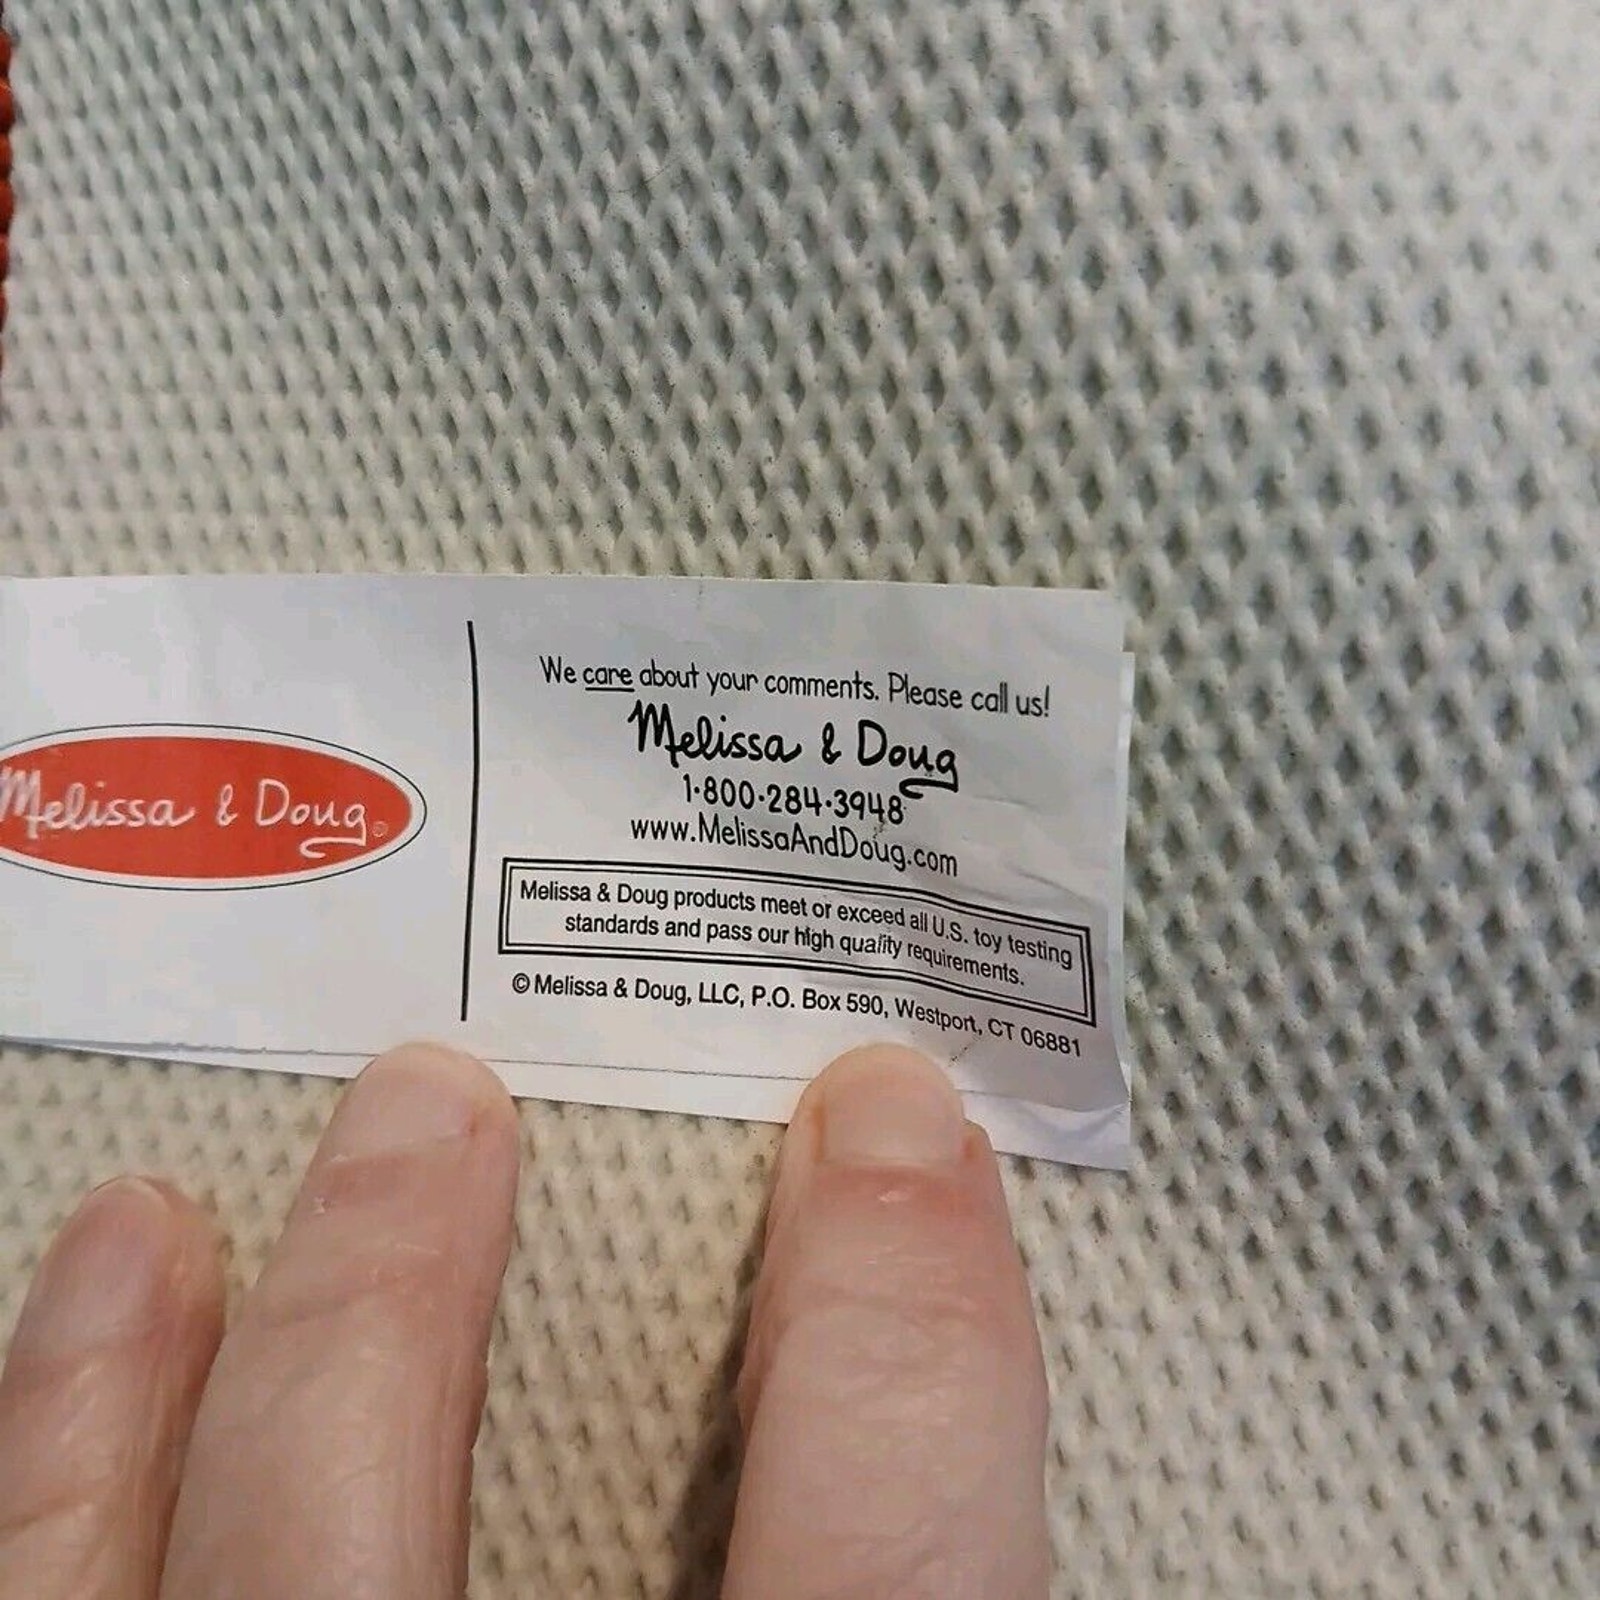 Melissa & Doug®
We care about your comments. Please call us!
Melissa & Doug
1·800·284·3948
www.MelissaAndDoug.com
Melissa & Doug products meet or exceed all U.S. toy testing
standards and pass our high quality requirements.
© Melissa & Doug, LLC, P.O. Box 590, Westport, CT 06881